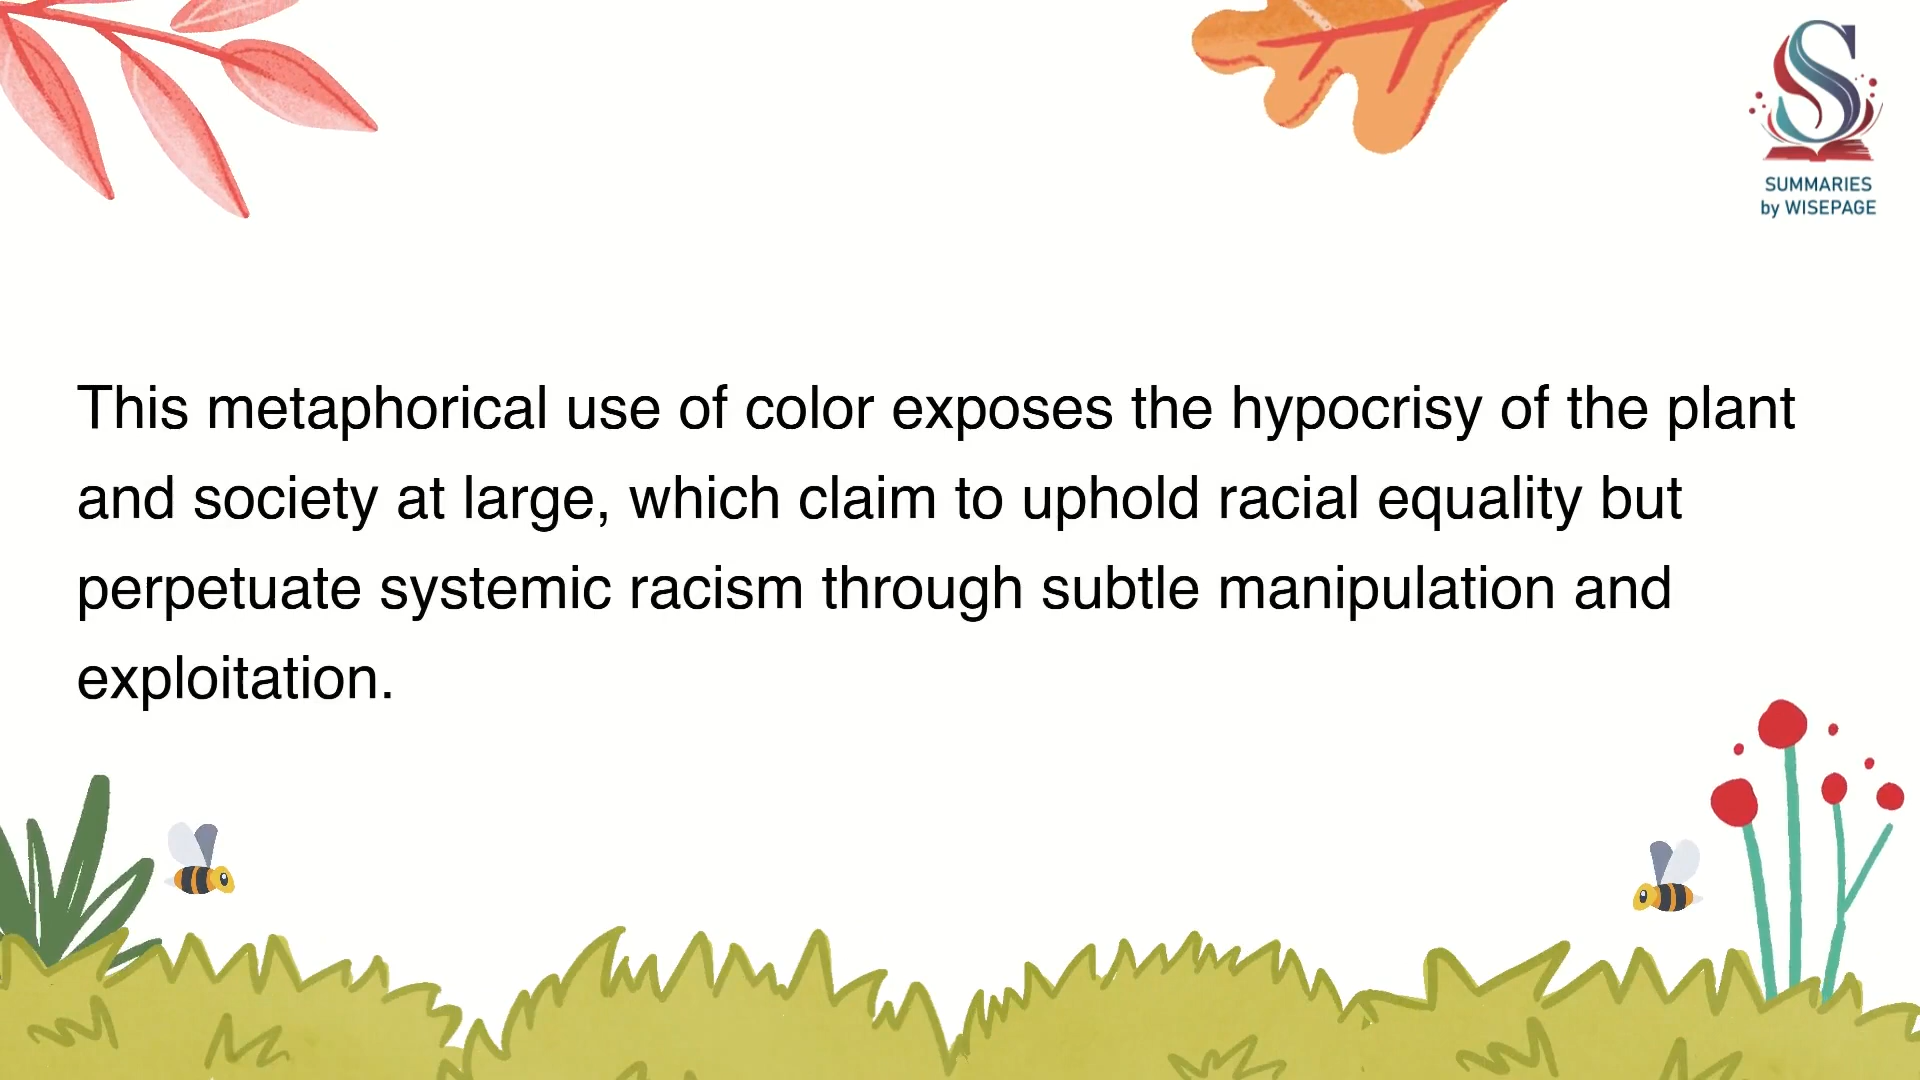 SUMMARIES
by WISEPAGE
This metaphorical use of color exposes the hypocrisy of the plant
and society at large, which claim to uphold racial equality but
perpetuate systemic racism through subtle manipulation and
exploitation.